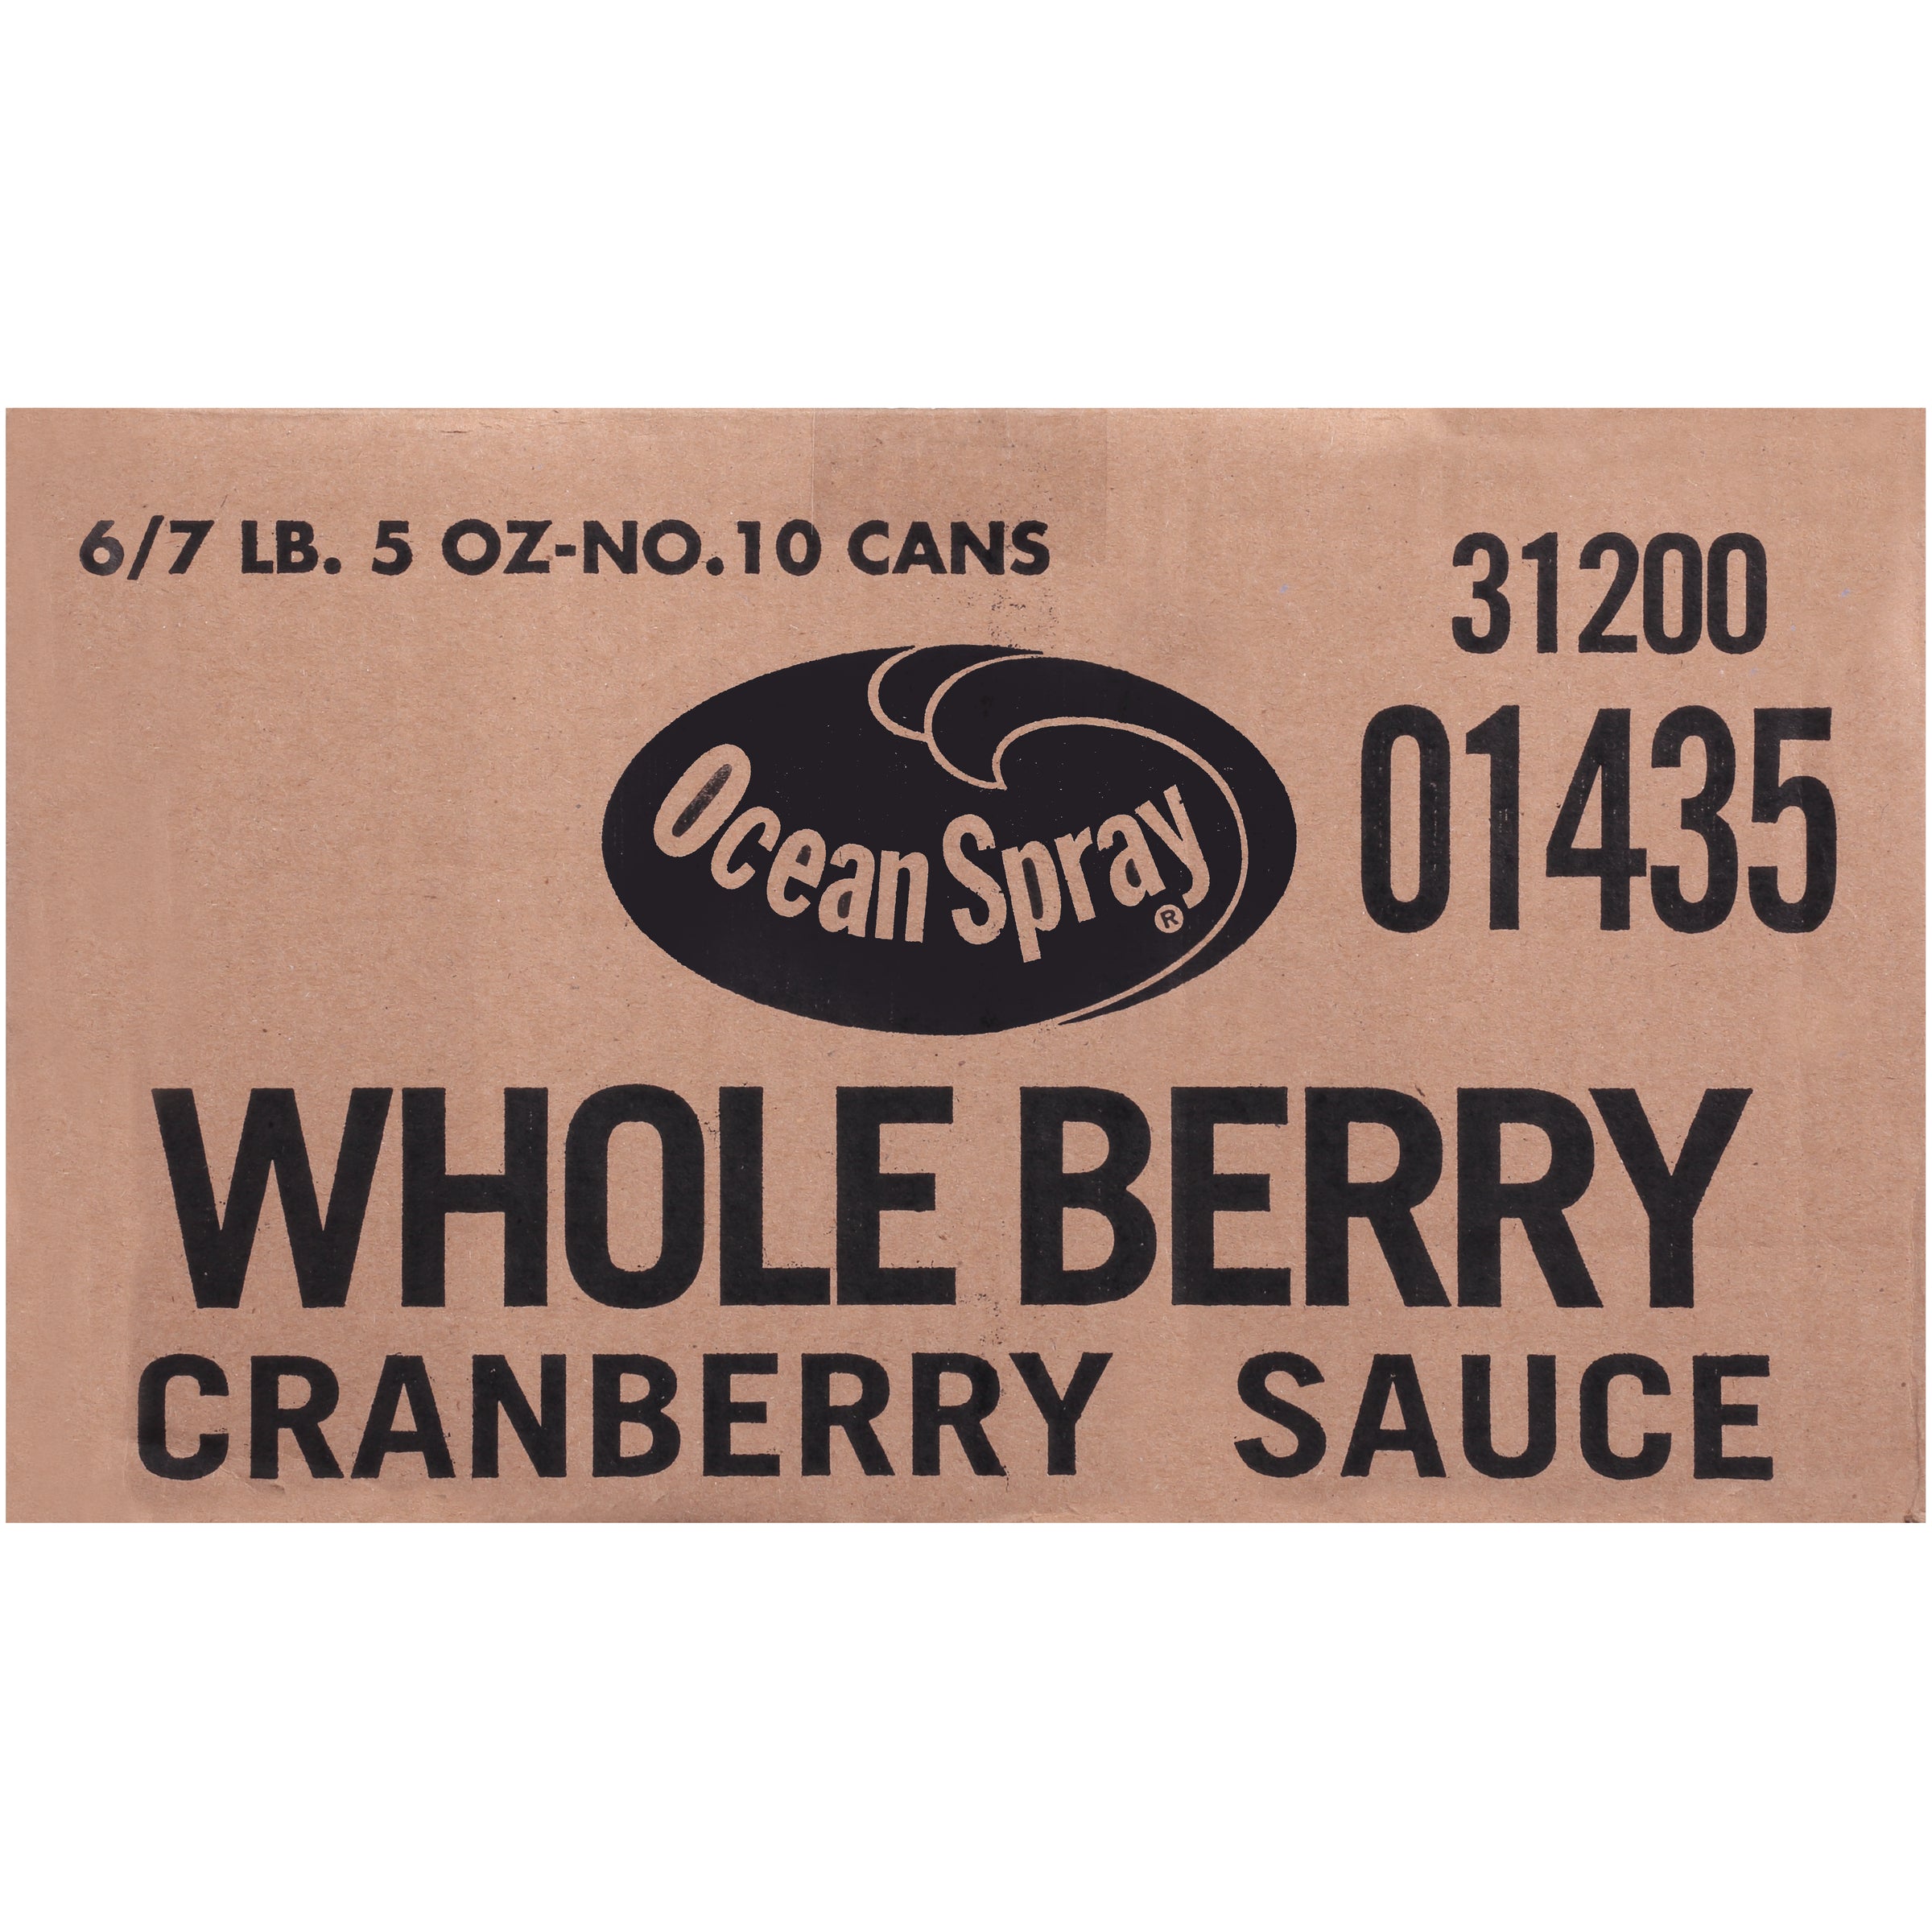 6/7 LB. 5 OZ-NO.10 CANS
31200
01435
Ocean Spray®
WHOLE BERRY
CRANBERRY SAUCE